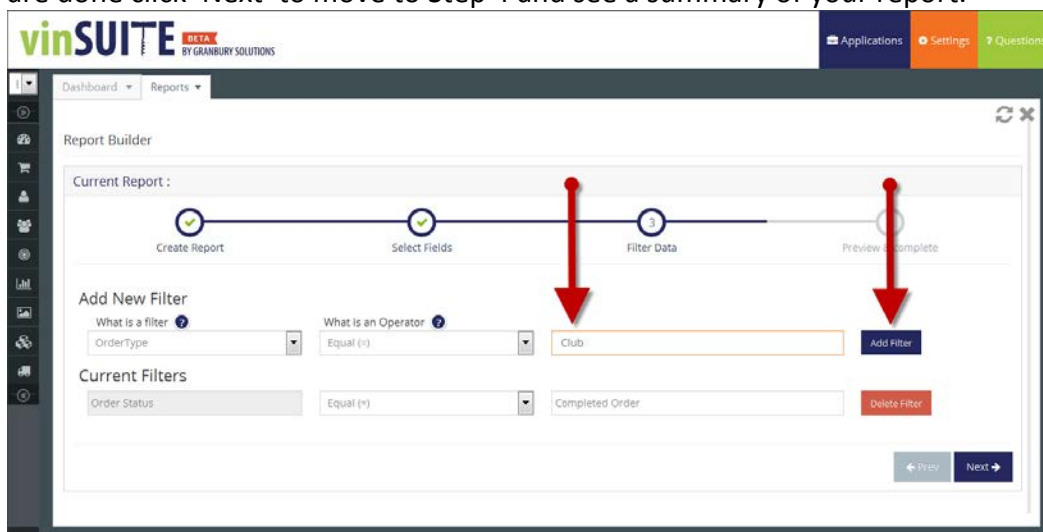 are done click 'Next' to move to Step 4 and see a summary of your report.
vinSUITE BETA BY GRANBURY SOLUTIONS
Applications Settings ? Question
Dashboard Reports
Report Builder
Current Report :
3
Create Report Select Fields Filter Data Preview & Complete
Add New Filter
What is a filter ? What is an Operator ?
OrderType Equal (=) Club Add Filter
Current Filters
Order Status Equal (=) Completed Order Delete Filter
Prev Next